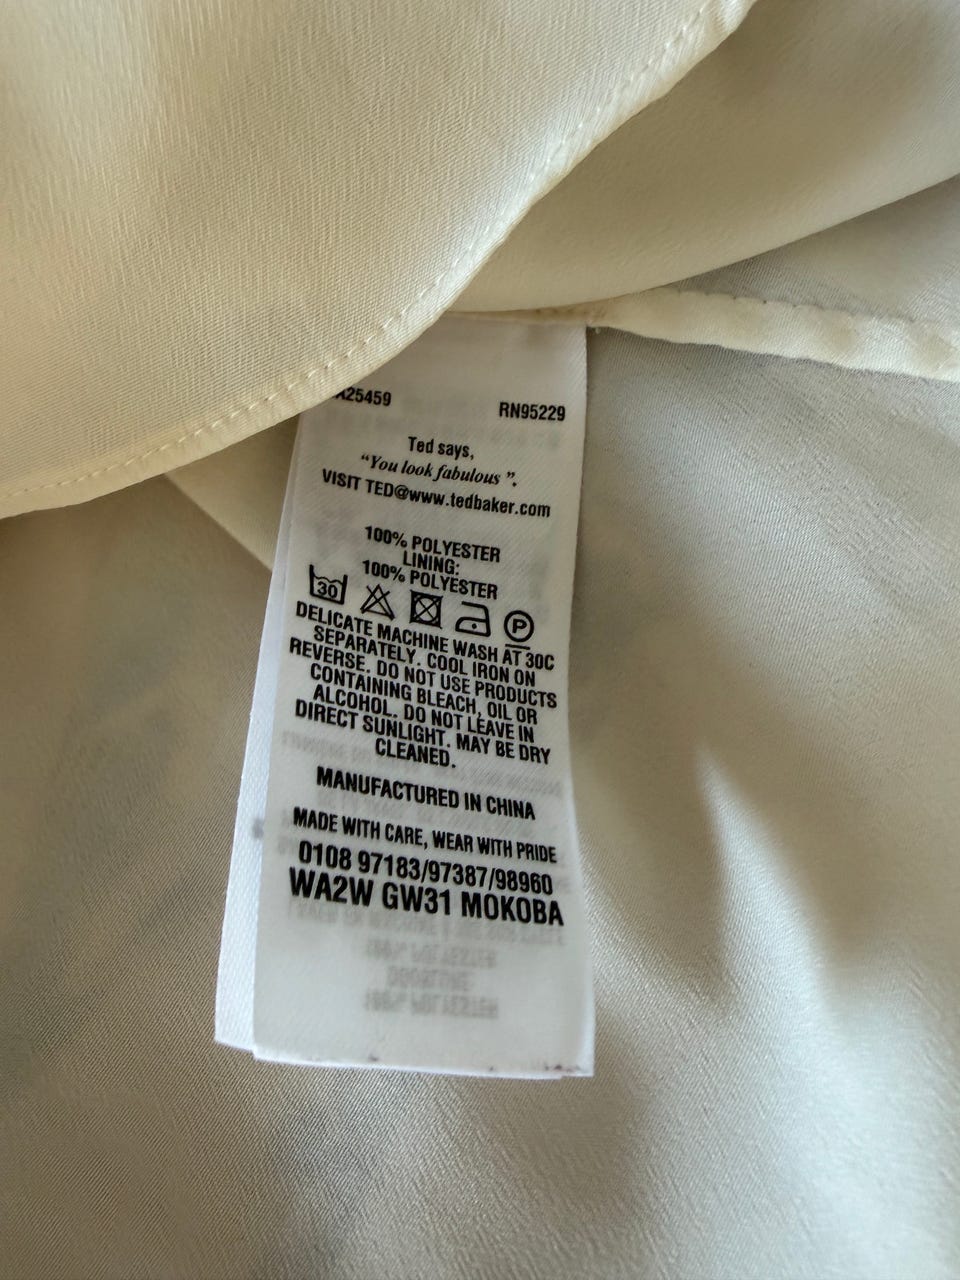 A25459 RN95229
Ted says,
“You look fabulous”.
VISIT TED@www.tedbaker.com
100% POLYESTER
LINING:
100% POLYESTER
30 P
DELICATE MACHINE WASH AT 30C
SEPARATELY. COOL IRON ON
REVERSE. DO NOT USE PRODUCTS
CONTAINING BLEACH, OIL OR
ALCOHOL. DO NOT LEAVE IN
DIRECT SUNLIGHT. MAY BE DRY
CLEANED.
MANUFACTURED IN CHINA
MADE WITH CARE, WEAR WITH PRIDE
0108 97183/97387/98960
WA2W GW31 MOKOBA